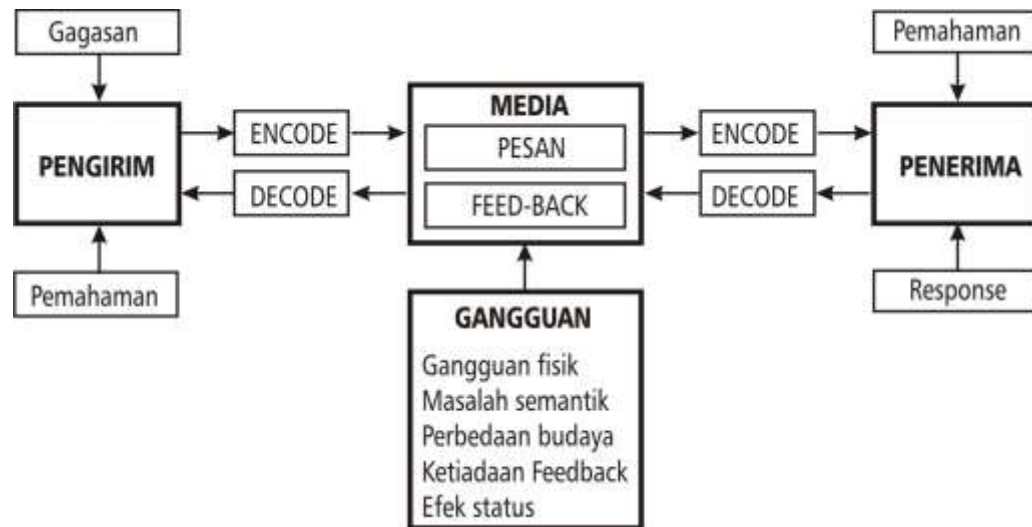 Gagasan
Pemahaman
PENGIRIM
ENCODE
DECODE
MEDIA
PESAN
FEED-BACK
ENCODE
DECODE
PENERIMA
Pemahaman
Response
GANGGUAN
Gangguan fisik
Masalah semantik
Perbedaan budaya
Ketiadaan Feedback
Efek status